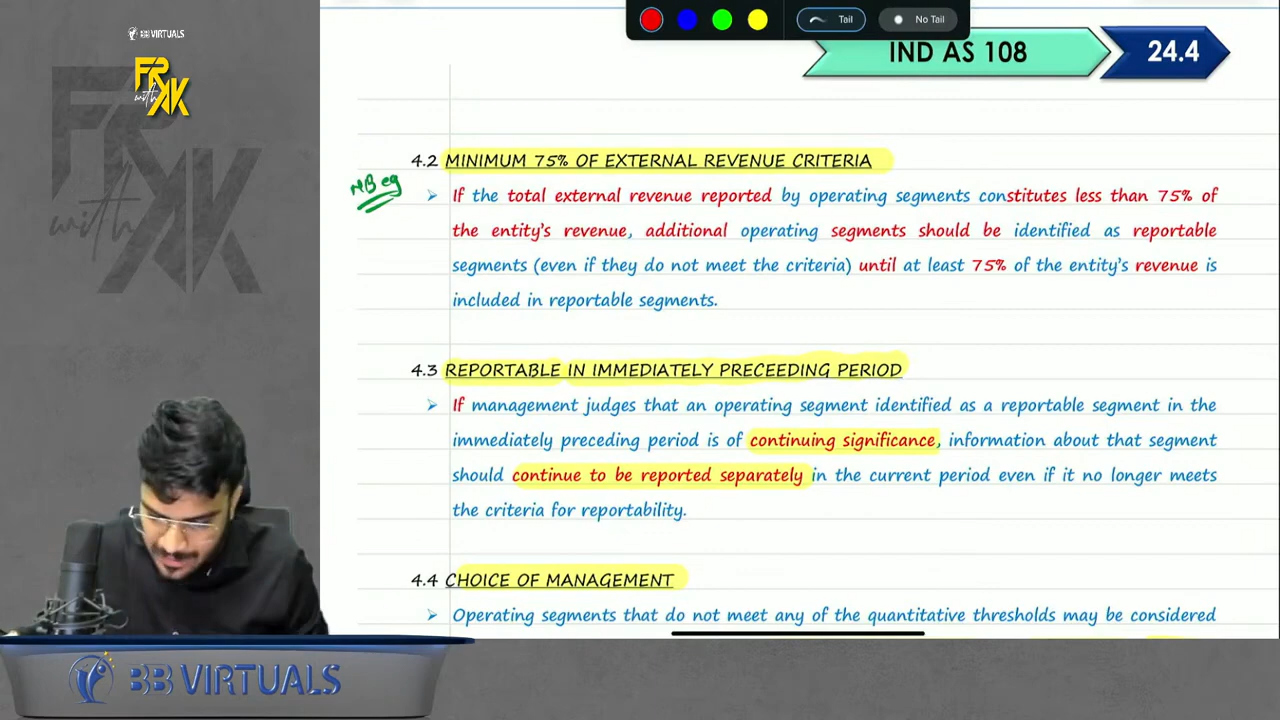 BB VIRTUALS
FR
with
AK
FR
with
AK
Tail
No Tail
IND AS 108
24.4
4.2 MINIMUM 75% OF EXTERNAL REVENUE CRITERIA
NB eg
➢ If the total external revenue reported by operating segments constitutes less than 75% of
the entity's revenue, additional operating segments should be identified as reportable
segments (even if they do not meet the criteria) until at least 75% of the entity's revenue is
included in reportable segments.
4.3 REPORTABLE IN IMMEDIATELY PRECEEDING PERIOD
➢ If management judges that an operating segment identified as a reportable segment in the
immediately preceding period is of continuing significance, information about that segment
should continue to be reported separately in the current period even if it no longer meets
the criteria for reportability.
4.4 CHOICE OF MANAGEMENT
➢ Operating segments that do not meet any of the quantitative thresholds may be considered
BB VIRTUALS